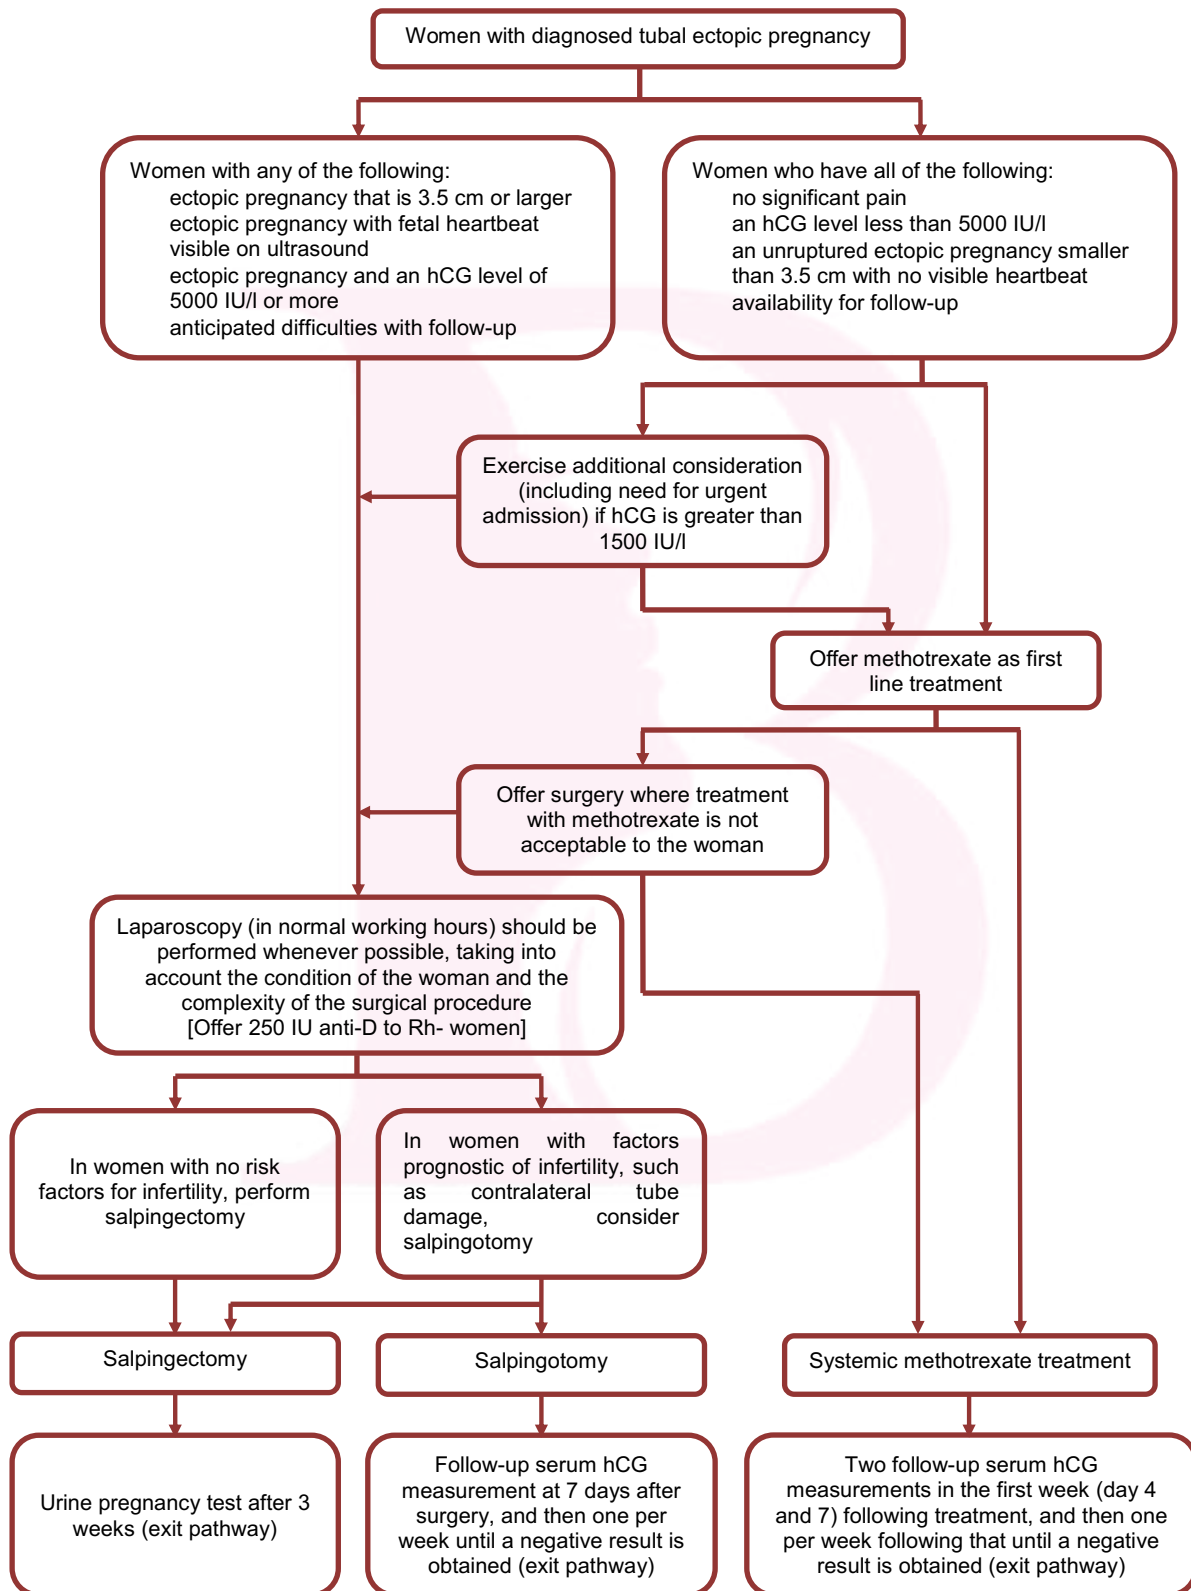 Women with diagnosed tubal ectopic pregnancy
Women with any of the following:
ectopic pregnancy that is 3.5 cm or larger
ectopic pregnancy with fetal heartbeat
visible on ultrasound
ectopic pregnancy and an hCG level of
5000 IU/l or more
anticipated difficulties with follow-up
Women who have all of the following:
no significant pain
an hCG level less than 5000 IU/l
an unruptured ectopic pregnancy smaller
than 3.5 cm with no visible heartbeat
availability for follow-up
Exercise additional consideration
(including need for urgent
admission) if hCG is greater than
1500 IU/l
Offer methotrexate as first
line treatment
Offer surgery where treatment
with methotrexate is not
acceptable to the woman
Laparoscopy (in normal working hours) should be
performed whenever possible, taking into
account the condition of the woman and the
complexity of the surgical procedure
[Offer 250 IU anti-D to Rh- women]
In women with no risk
factors for infertility, perform
salpingectomy
In women with factors
prognostic of infertility, such
as contralateral tube
damage, consider
salpingotomy
Salpingectomy
Salpingotomy
Systemic methotrexate treatment
Urine pregnancy test after 3
weeks (exit pathway)
Follow-up serum hCG
measurement at 7 days after
surgery, and then one per
week until a negative result is
obtained (exit pathway)
Two follow-up serum hCG
measurements in the first week (day 4
and 7) following treatment, and then one
per week following that until a negative
result is obtained (exit pathway)